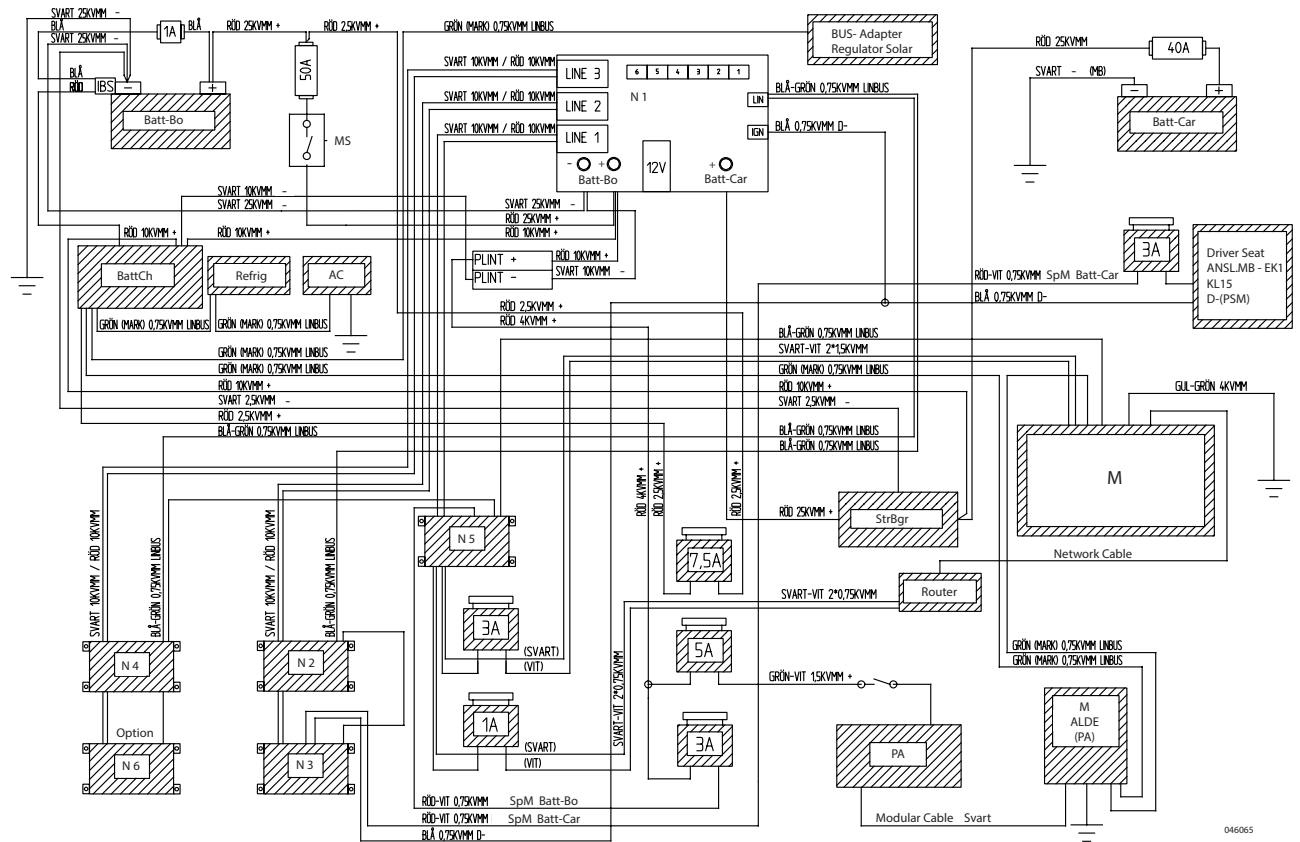 SVART 25KVMM -
BLÅ
SVART 25KVMM -
1A
BLÅ
RÖD 25KVMM +
RÖD 2,5KVMM +
GRÖN (MARK) 0,75KVMM LINBUS
BUS- Adapter
Regulator Solar
RÖD 25KVMM
40A
BLÅ
RÖD
IBS
-
+
Batt-Bo
50A
MS
SVART 10KVMM / RÖD 10KVMM
LINE 3
SVART 10KVMM / RÖD 10KVMM
LINE 2
SVART 10KVMM / RÖD 10KVMM
LINE 1
6 5 4 3 2 1
N 1
LIN
BLÅ-GRÖN 0,75KVMM LINBUS
IGN
BLÅ 0,75KVMM D-
- +
Batt-Bo
12V
+
Batt-Car
SVART - (MB)
-
+
Batt-Car
SVART 10KVMM -
SVART 25KVMM -
SVART 25KVMM -
RÖD 25KVMM +
RÖD 10KVMM +
RÖD 10KVMM +
RÖD 10KVMM +
BattCh
Refrig
AC
PLINT +
PLINT -
RÖD 10KVMM +
SVART 10KVMM -
3A
Driver Seat
ANSL.MB - EK1
KL15
D-(PSM)
RÖD-VIT 0,75KVMM SpM Batt-Car
BLÅ 0,75KVMM D-
RÖD 2,5KVMM +
RÖD 4KVMM +
GRÖN (MARK) 0,75KVMM LINBUS
GRÖN (MARK) 0,75KVMM LINBUS
BLÅ-GRÖN 0,75KVMM LINBUS
SVART-VIT 2*1,5KVMM
GRÖN (MARK) 0,75KVMM LINBUS
GRÖN (MARK) 0,75KVMM LINBUS
GRÖN (MARK) 0,75KVMM LINBUS
RÖD 10KVMM +
RÖD 10KVMM +
SVART 2,5KVMM -
SVART 2,5KVMM -
RÖD 2,5KVMM +
BLÅ-GRÖN 0,75KVMM LINBUS
BLÅ-GRÖN 0,75KVMM LINBUS
BLÅ-GRÖN 0,75KVMM LINBUS
GUL-GRÖN 4KVMM
M
RÖD 4KVMM +
RÖD 2,5KVMM +
RÖD 2,5KVMM +
RÖD 25KVMM +
StrBgr
Network Cable
Router
SVART-VIT 2*0,75KVMM
N 5
7,5A
SVART 10KVMM / RÖD 10KVMM
BLÅ-GRÖN 0,75KVMM LINBUS
SVART 10KVMM / RÖD 10KVMM
BLÅ-GRÖN 0,75KVMM LINBUS
3A
(SVART)
(VIT)
SVART-VIT 2*0,75KVMM
5A
GRÖN-VIT 1,5KVMM +
GRÖN (MARK) 0,75KVMM LINBUS
GRÖN (MARK) 0,75KVMM LINBUS
N 4
N 2
1A
(SVART)
(VIT)
3A
PA
M
ALDE
(PA)
Option
N 6
N 3
RÖD-VIT 0,75KVMM SpM Batt-Bo
RÖD-VIT 0,75KVMM SpM Batt-Car
BLÅ 0,75KVMM D-
Modular Cable Svart
046065